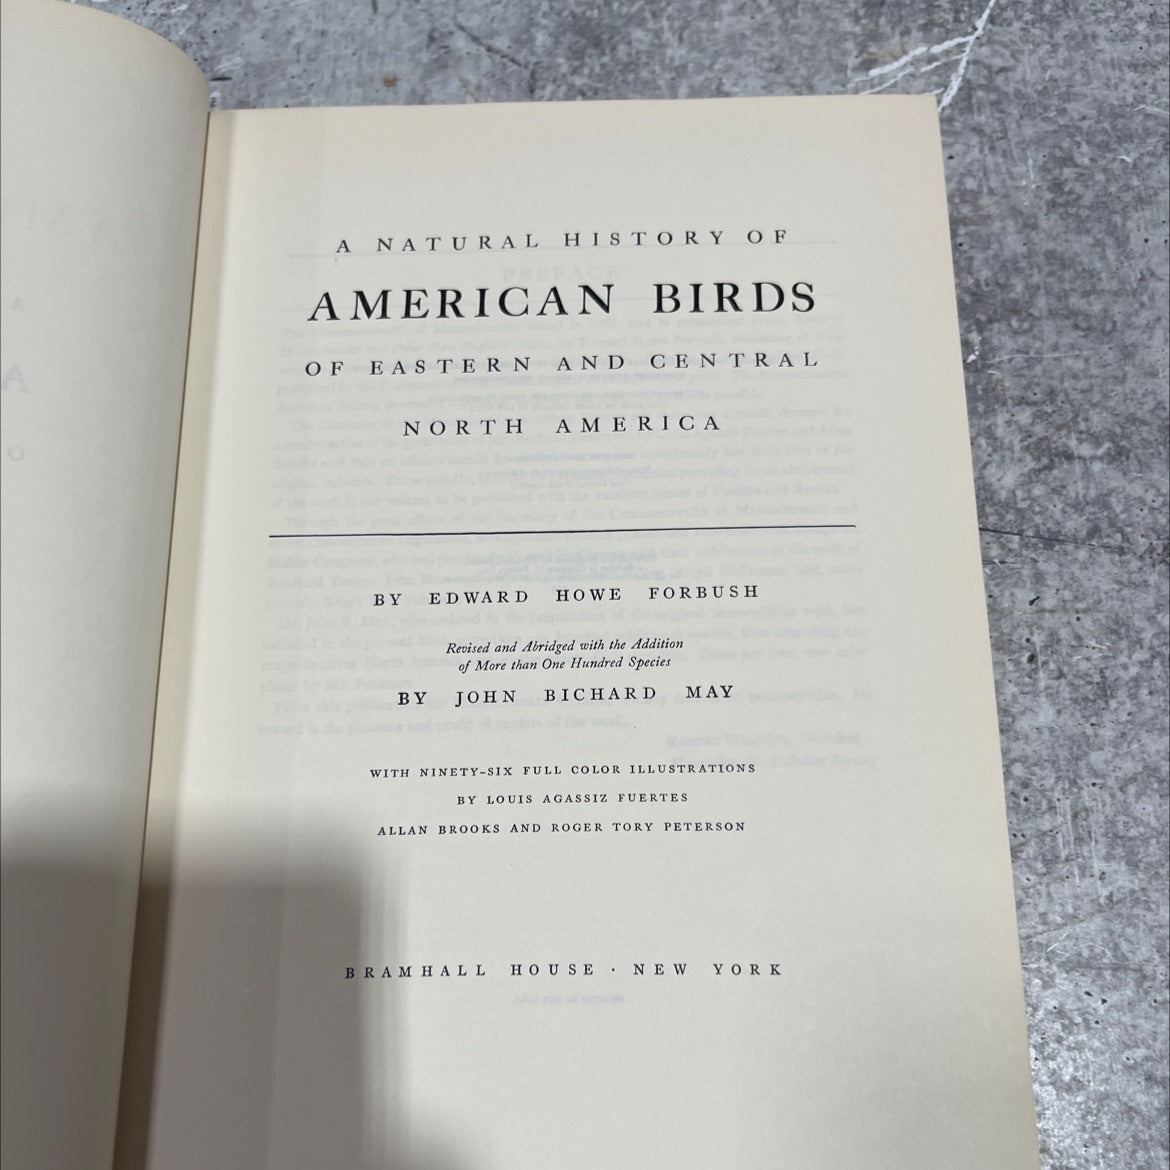 A NATURAL HISTORY OF
AMERICAN BIRDS
OF EASTERN AND CENTRAL
NORTH AMERICA
BY EDWARD HOWE FORBUSH
Revised and Abridged with the Addition
of More than One Hundred Species
BY JOHN BICHARD MAY
WITH NINETY-SIX FULL COLOR ILLUSTRATIONS
BY LOUIS AGASSIZ FUERTES
ALLAN BROOKS AND ROGER TORY PETERSON
BRAMHALL HOUSE · NEW YORK